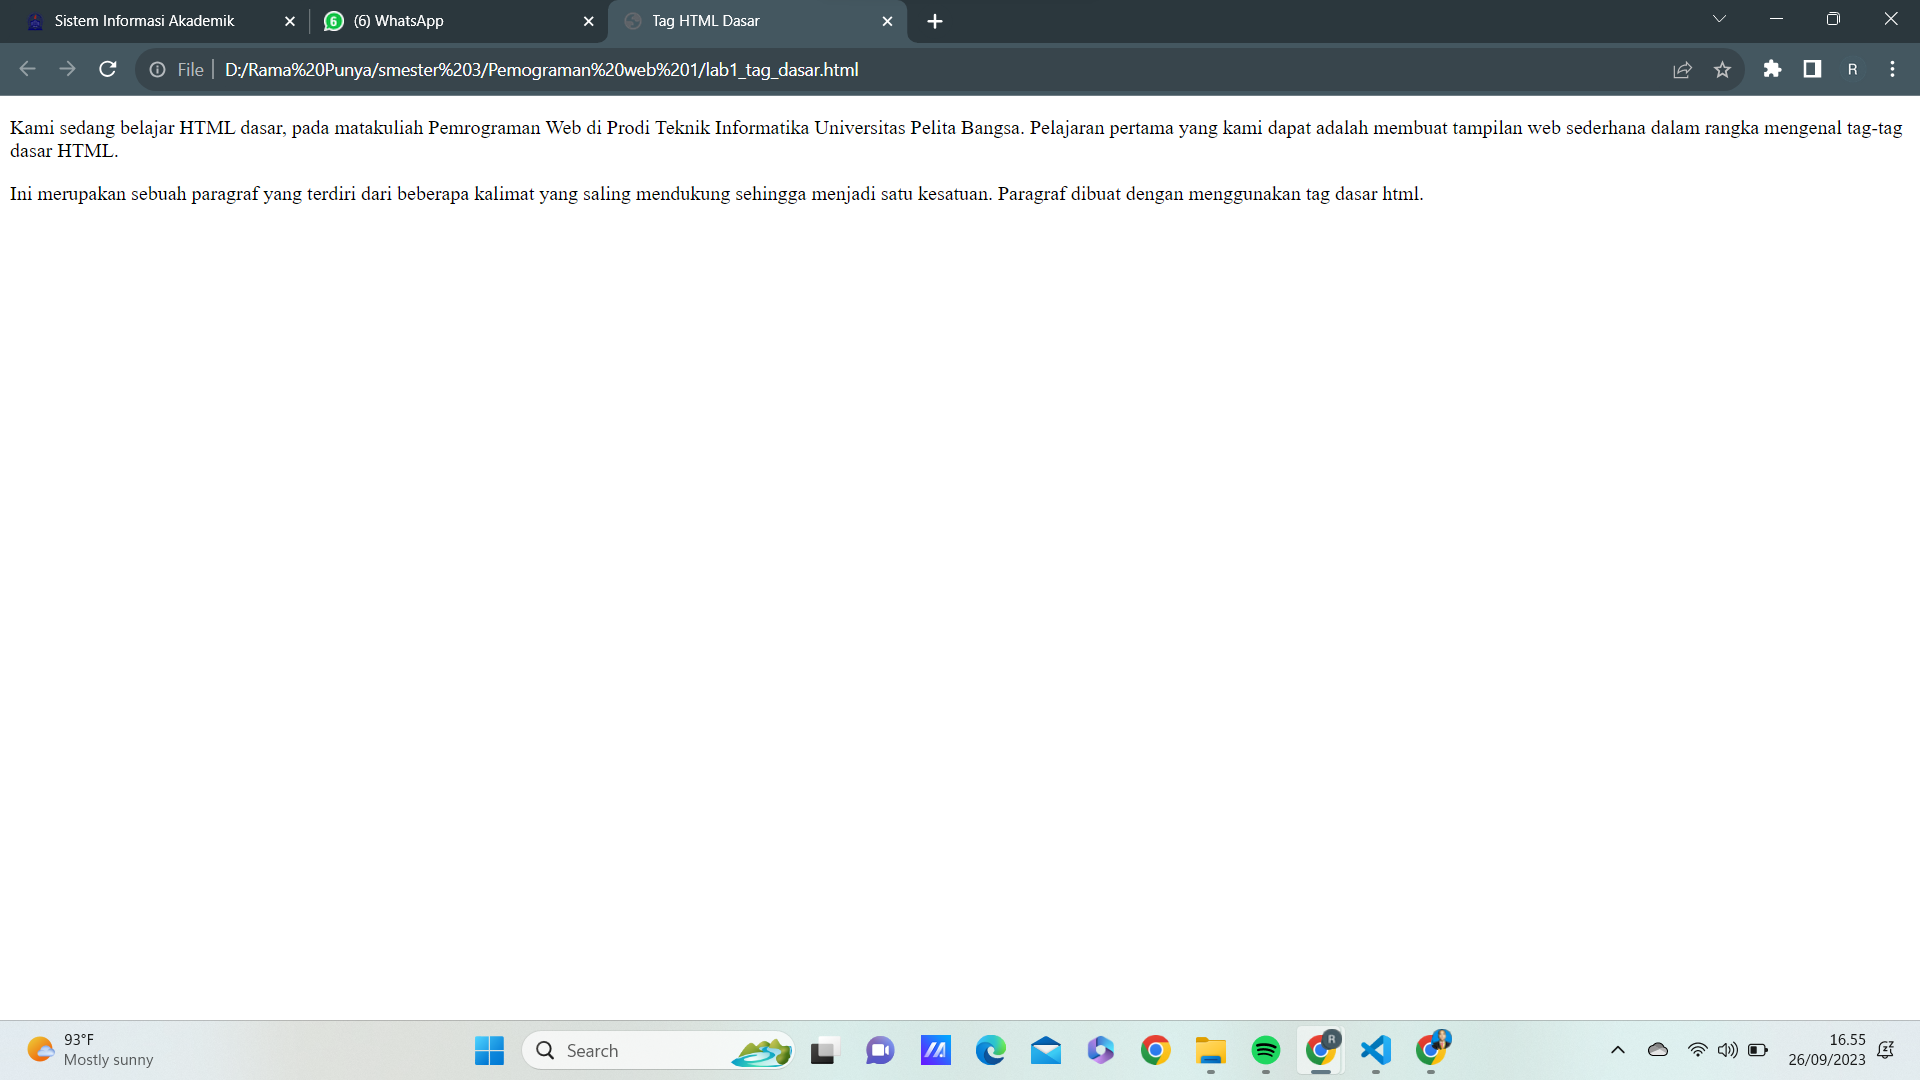 Sistem Informasi Akademik
(6) WhatsApp
Tag HTML Dasar
File
D:/Rama%20Punya/smester%203/Pemograman%20web%201/lab1_tag_dasar.html
R
Kami sedang belajar HTML dasar, pada matakuliah Pemrograman Web di Prodi Teknik Informatika Universitas Pelita Bangsa. Pelajaran pertama yang kami dapat adalah membuat tampilan web sederhana dalam rangka mengenal tag-tag
dasar HTML.
Ini merupakan sebuah paragraf yang terdiri dari beberapa kalimat yang saling mendukung sehingga menjadi satu kesatuan. Paragraf dibuat dengan menggunakan tag dasar html.
93°F
Mostly sunny
Search
16.55
26/09/2023